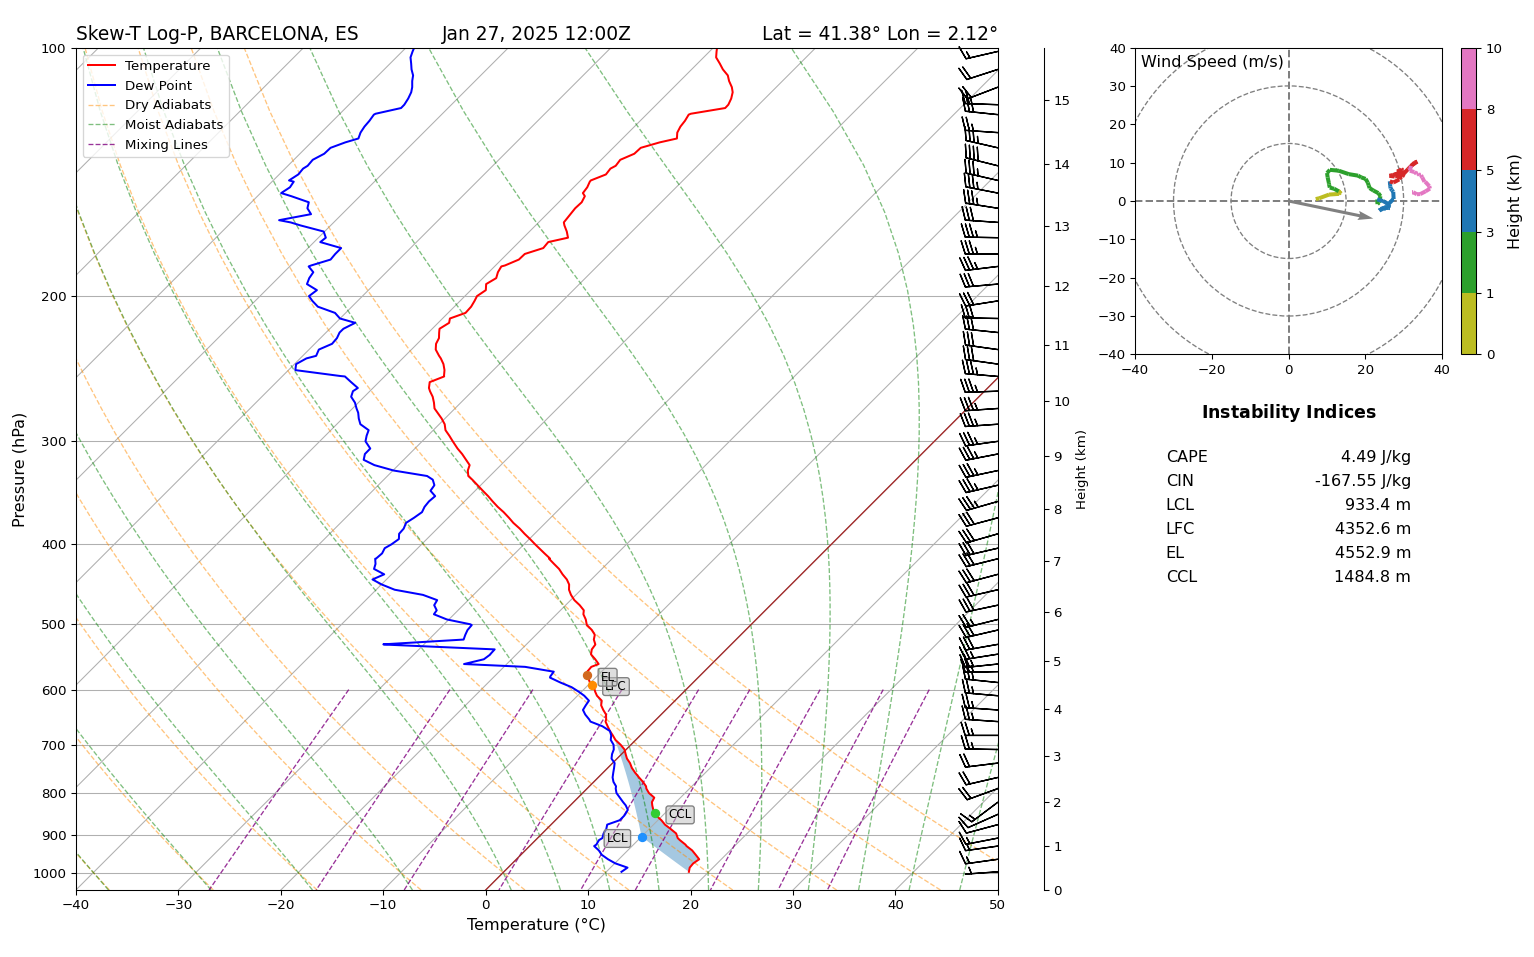 Skew-T Log-P, BARCELONA, ES Jan 27, 2025 12:00Z Lat = 41.38° Lon = 2.12°
Temperature
Dew Point
Dry Adiabats
Moist Adiabats
Mixing Lines
Pressure (hPa)
100
200
300
400
500
600
700
800
900
1000
EL
LFC
CCL
LCL
−40 −30 −20 −10 0 10 20 30 40 50
Temperature (°C)
15
14
13
12
11
10
9
8
7
6
5
4
3
2
1
0
Height (km)
Wind Speed (m/s)
40
30
20
10
0
−10
−20
−30
−40
−40 −20 0 20 40
10
8
5
3
1
0
Height (km)
Instability Indices
CAPE 4.49 J/kg
CIN -167.55 J/kg
LCL 933.4 m
LFC 4352.6 m
EL 4552.9 m
CCL 1484.8 m